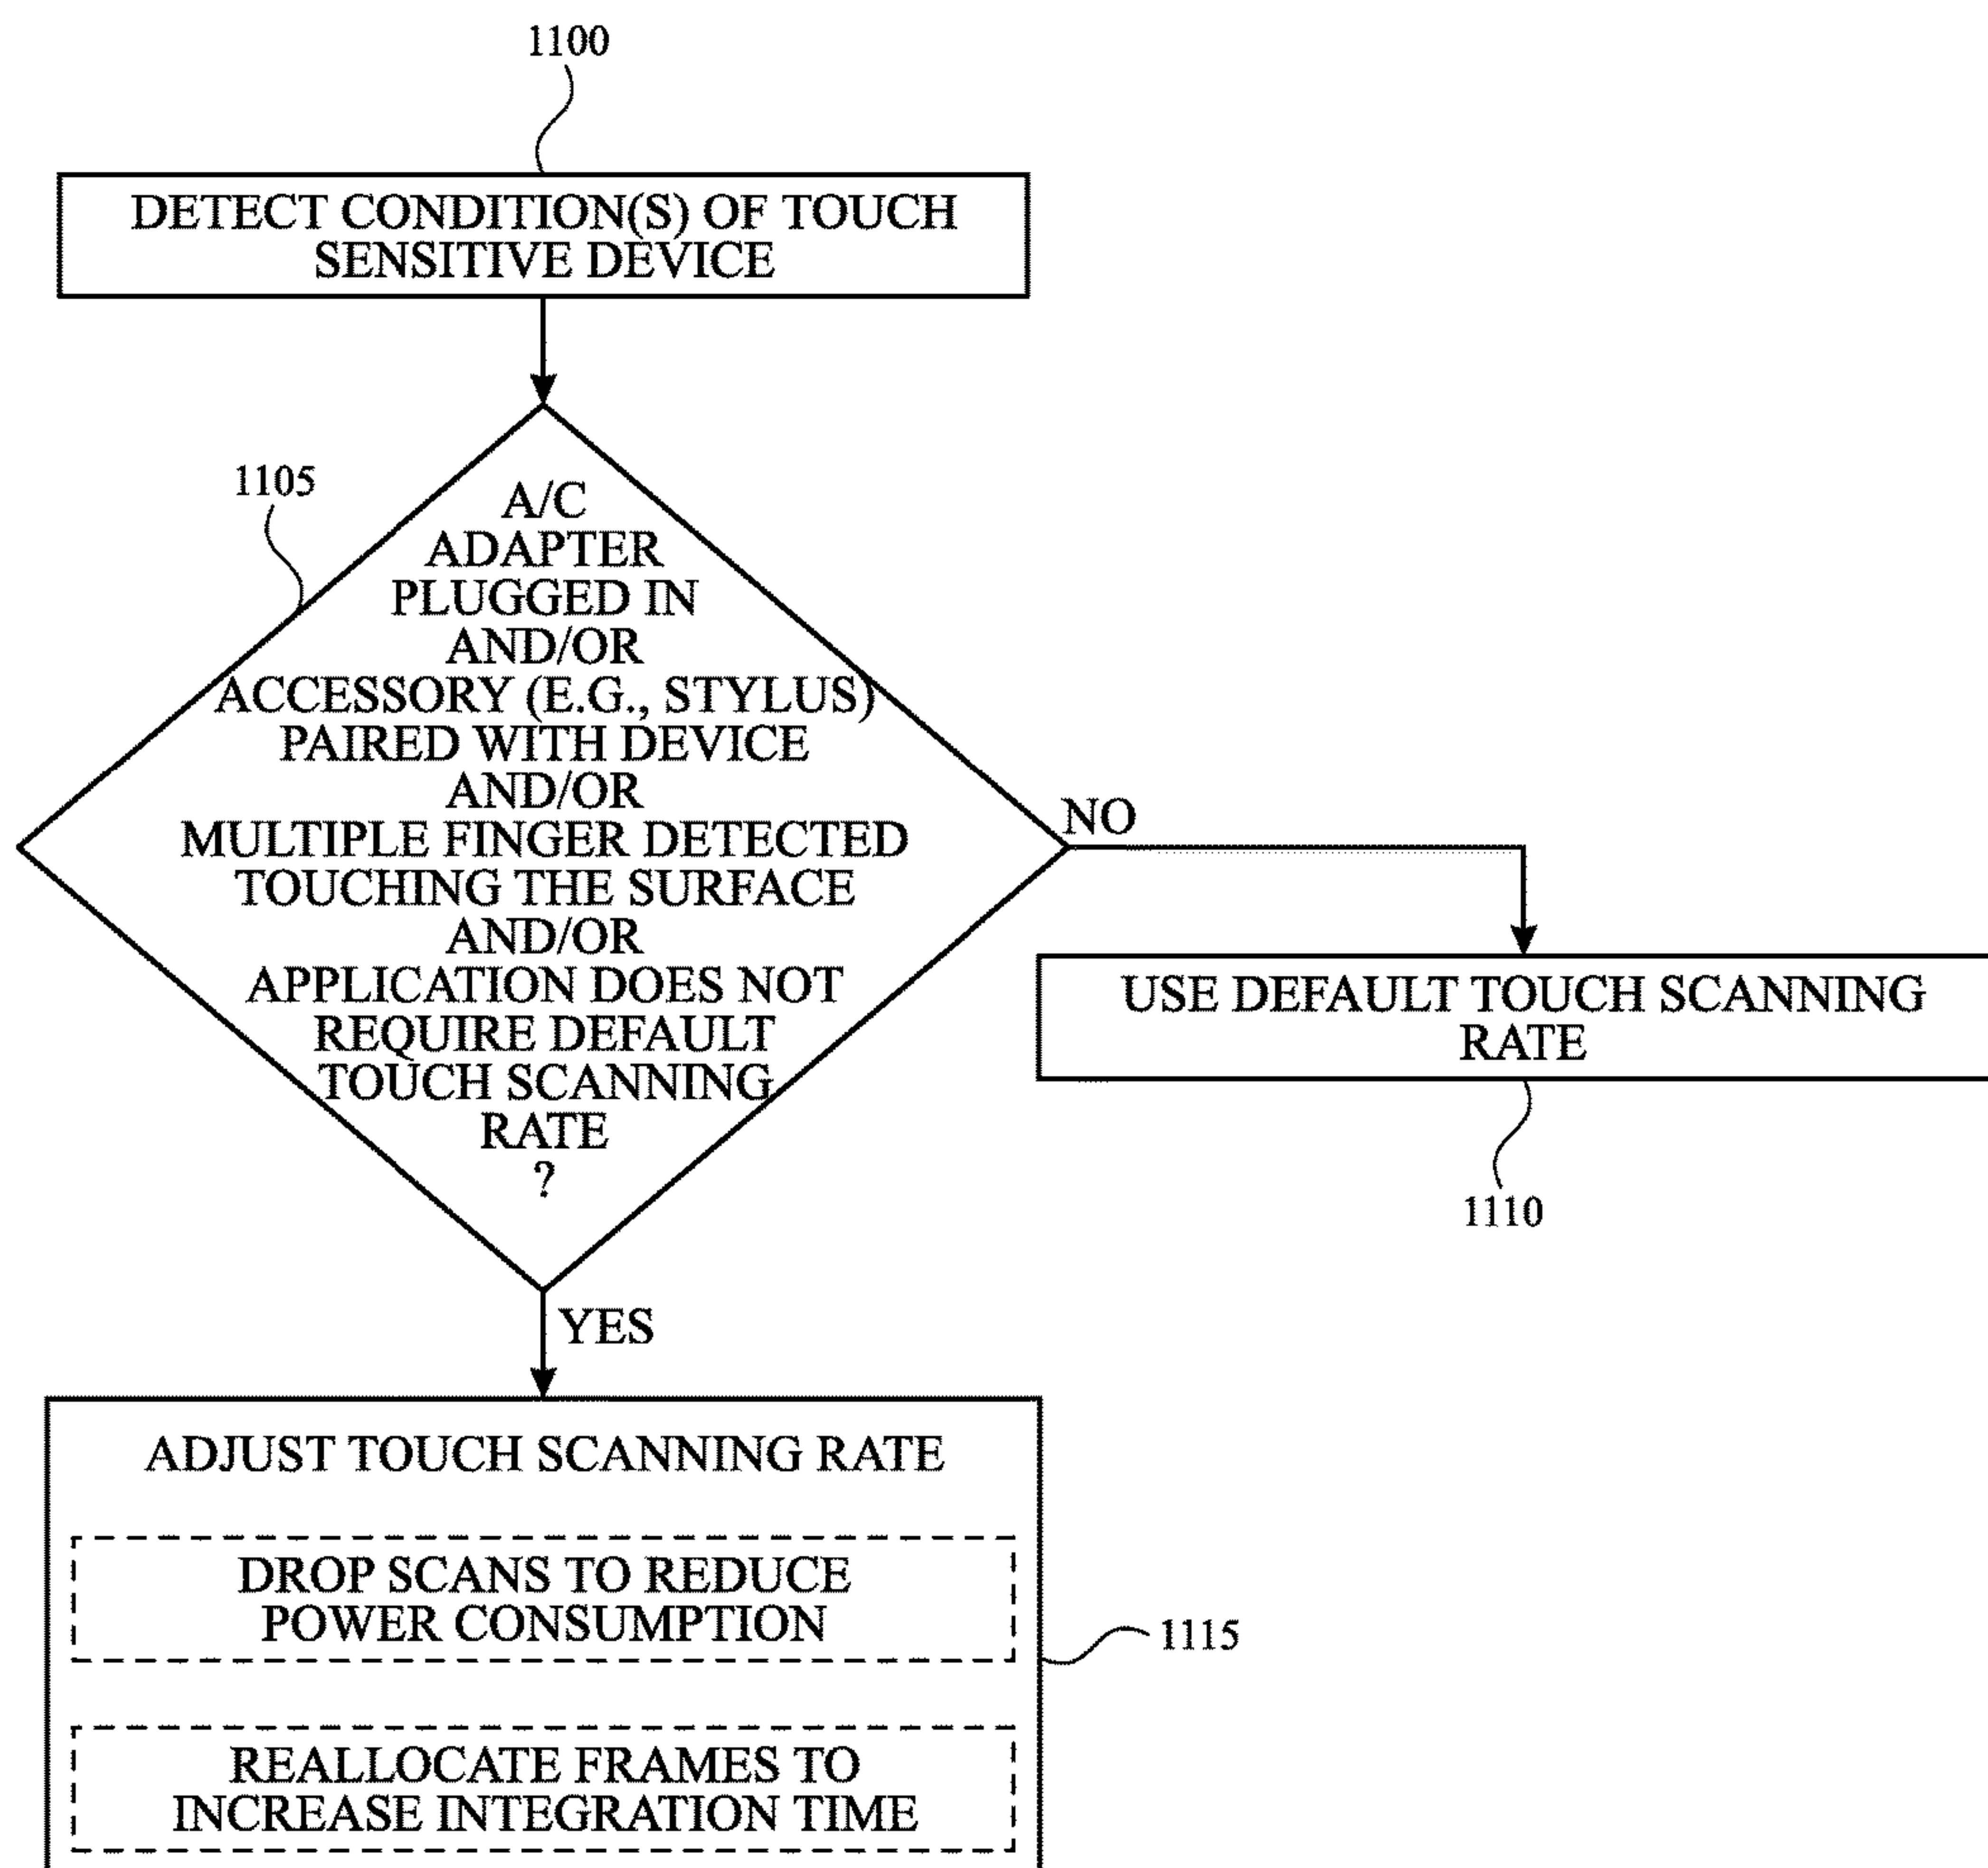 1100
DETECT CONDITION(S) OF TOUCH
SENSITIVE DEVICE
1105
A/C
ADAPTER
PLUGGED IN
AND/OR
ACCESSORY (E.G., STYLUS)
PAIRED WITH DEVICE
AND/OR
MULTIPLE FINGER DETECTED
TOUCHING THE SURFACE
AND/OR
APPLICATION DOES NOT
REQUIRE DEFAULT
TOUCH SCANNING
RATE
?
NO
USE DEFAULT TOUCH SCANNING
RATE
1110
YES
ADJUST TOUCH SCANNING RATE
DROP SCANS TO REDUCE
POWER CONSUMPTION
1115
REALLOCATE FRAMES TO
INCREASE INTEGRATION TIME